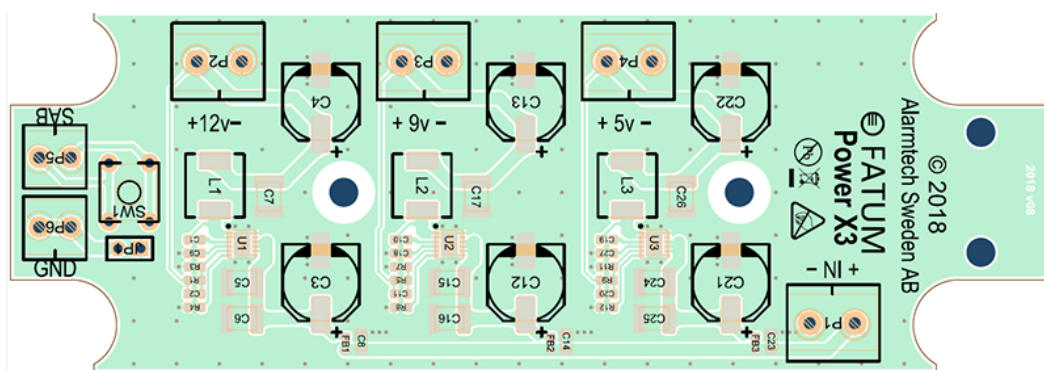 P2
P3
P4
C4
C13
C22
+12v-
+ 9v -
+ 5v -
SAB
P5
SW1
P6
GND
JP1
L1
C7
L2
C17
L3
C26
U1
U2
U3
C5
C3
C15
C12
C24
C21
C6
C16
C25
FB1
C8
FB2
C14
FB3
C23
Pb
FATUM
Power X3
© 2018
Alarmtech Sweden AB
- IN +
P1
2018 v08